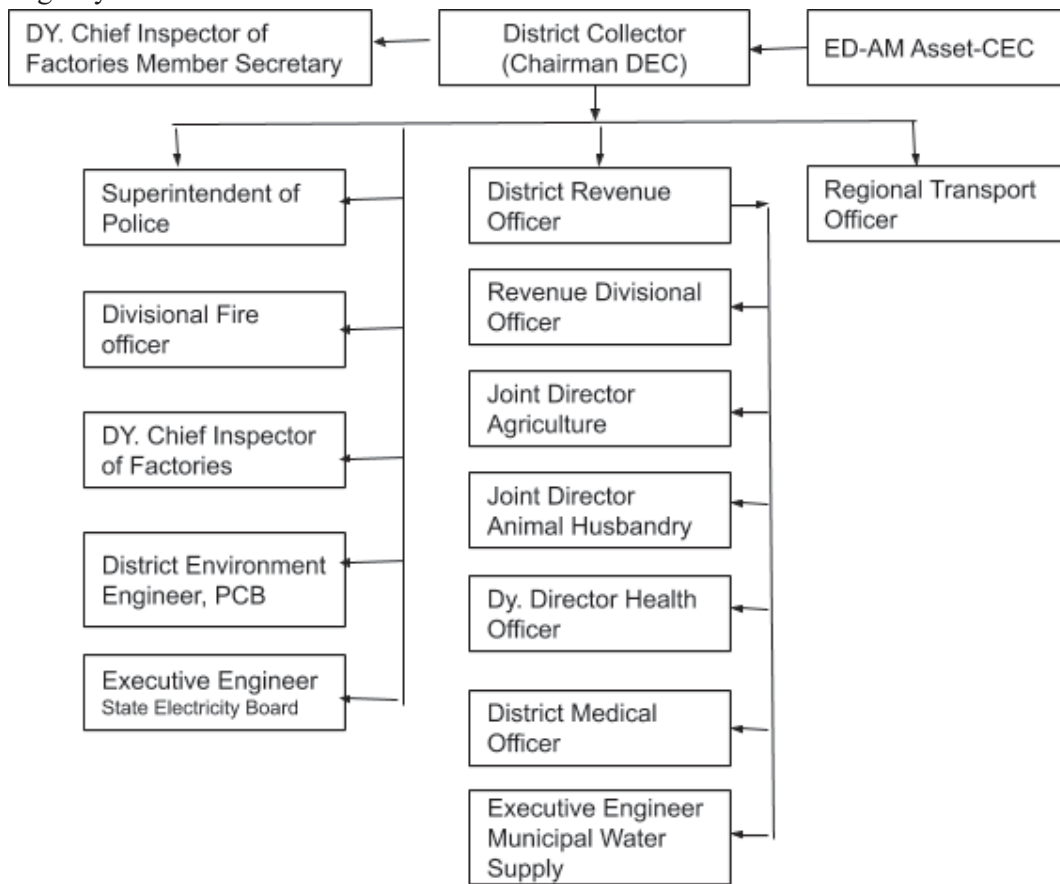 DY. Chief Inspector of
Factories Member Secretary
District Collector
(Chairman DEC)
ED-AM Asset-CEC
Superintendent of
Police
Divisional Fire
officer
DY. Chief Inspector
of Factories
District Environment
Engineer, PCB
Executive Engineer
State Electricity Board
District Revenue
Officer
Revenue Divisional
Officer
Joint Director
Agriculture
Joint Director
Animal Husbandry
Dy. Director Health
Officer
District Medical
Officer
Executive Engineer
Municipal Water
Supply
Regional Transport
Officer